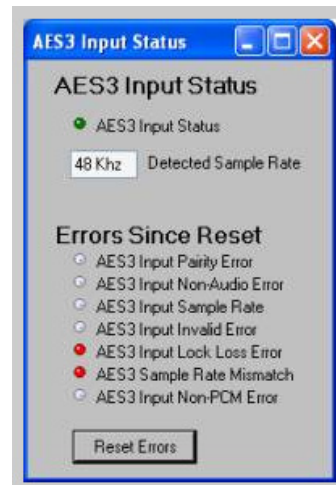 AES3 Input Status
AES3 Input Status
AES3 Input Status
48 Khz Detected Sample Rate
Errors Since Reset
AES3 Input Pairity Error
AES3 Input Non-Audio Error
AES3 Input Sample Rate
AES3 Input Invalid Error
AES3 Input Lock Loss Error
AES3 Sample Rate Mismatch
AES3 Input Non-PCM Error
Reset Errors